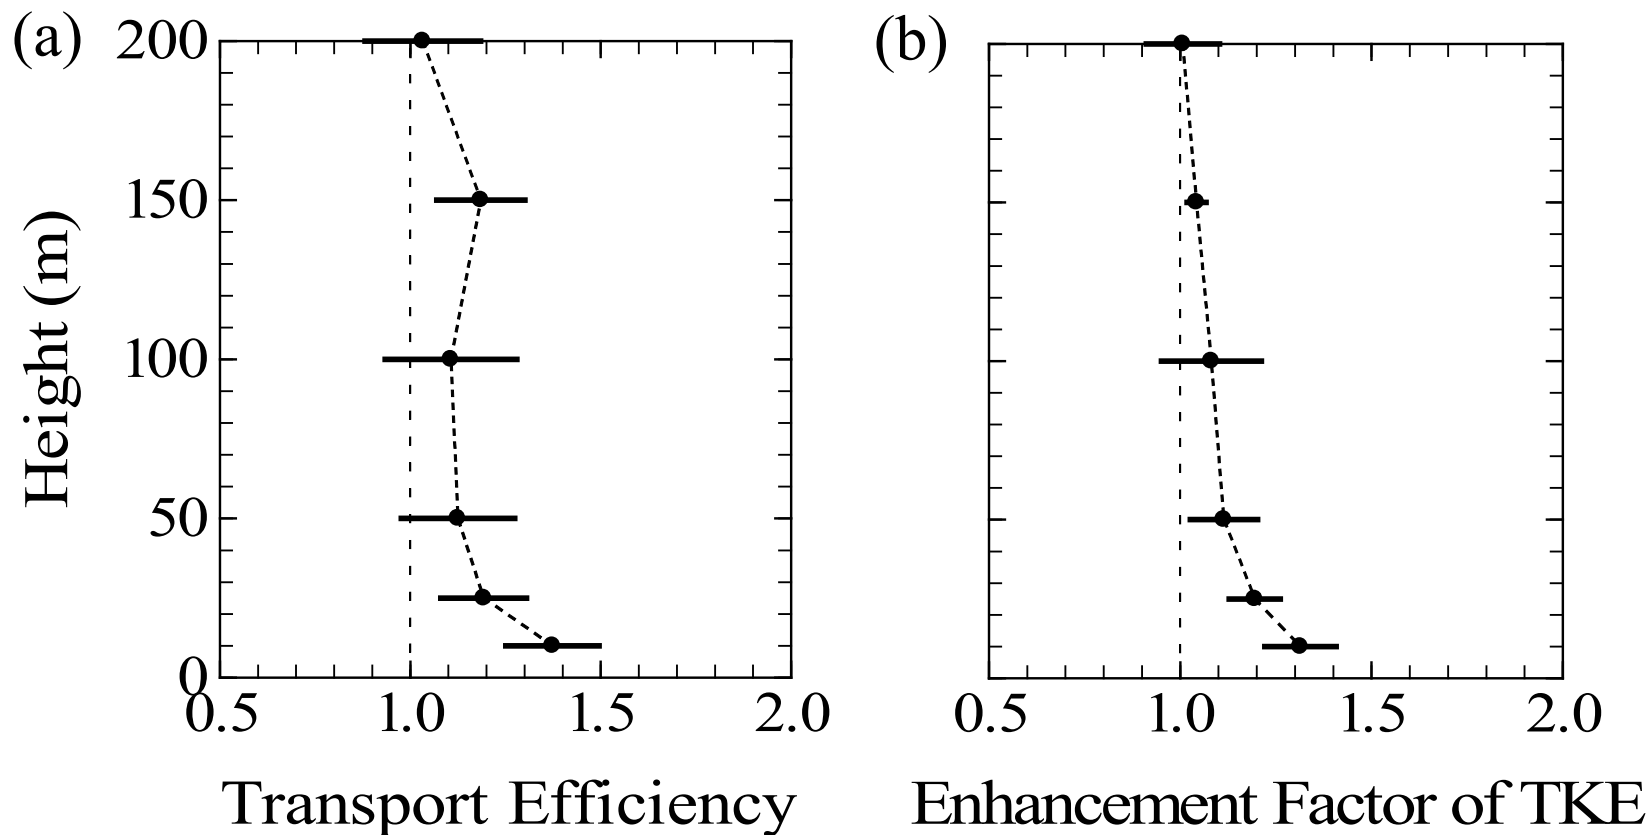 (a)
200
150
100
50
0
0.5 1.0 1.5 2.0
Height (m)
Transport Efficiency
(b)
0.5 1.0 1.5 2.0
Enhancement Factor of TKE